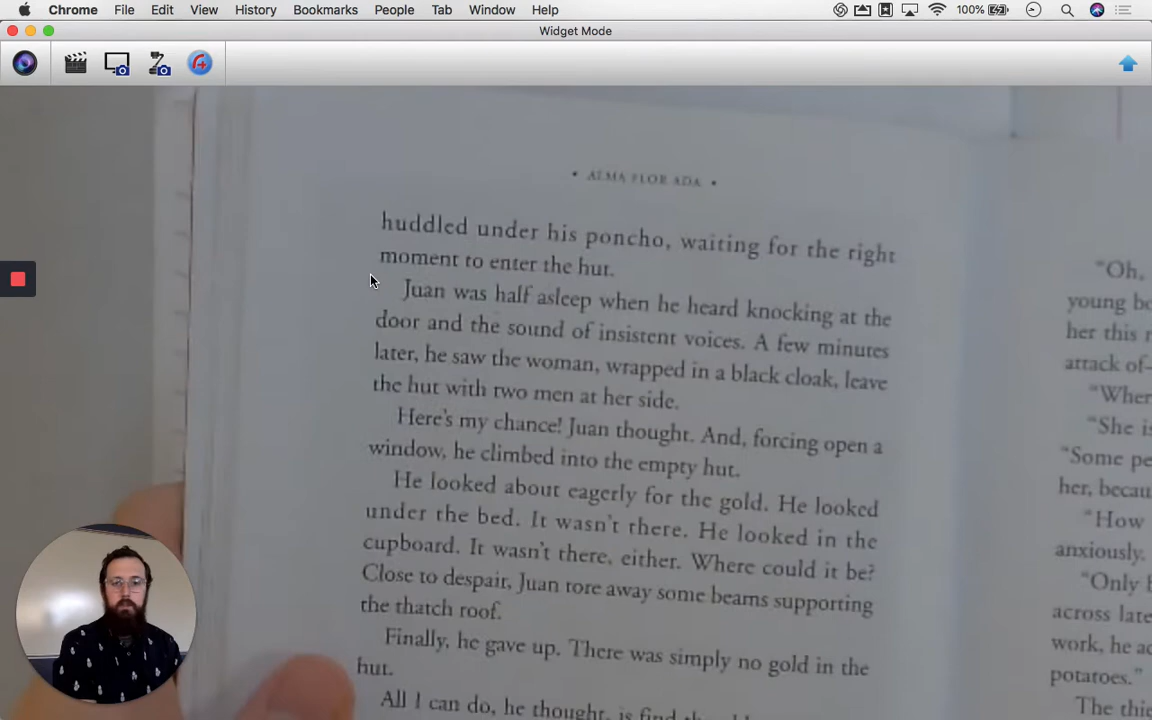 Chrome File Edit View History Bookmarks People Tab Window Help
100%
Widget Mode
• ALMA FLOR ADA •
huddled under his poncho, waiting for the right
moment to enter the hut.
Juan was half asleep when he heard knocking at the
door and the sound of insistent voices. A few minutes
later, he saw the woman, wrapped in a black cloak, leave
the hut with two men at her side.
Here's my chance! Juan thought. And, forcing open a
window, he climbed into the empty hut.
He looked about eagerly for the gold. He looked
under the bed. It wasn't there. He looked in the
cupboard. It wasn't there, either. Where could it be?
Close to despair, Juan tore away some beams supporting
the thatch roof.
Finally, he gave up. There was simply no gold in the
hut.
All I can do, he thought, is find
"Oh,
young
her this
attack of—
"Wher
"She is
"Some pe
her, becau
"How
anxiously.
"Only
across late
work, he
potatoes."
The thie